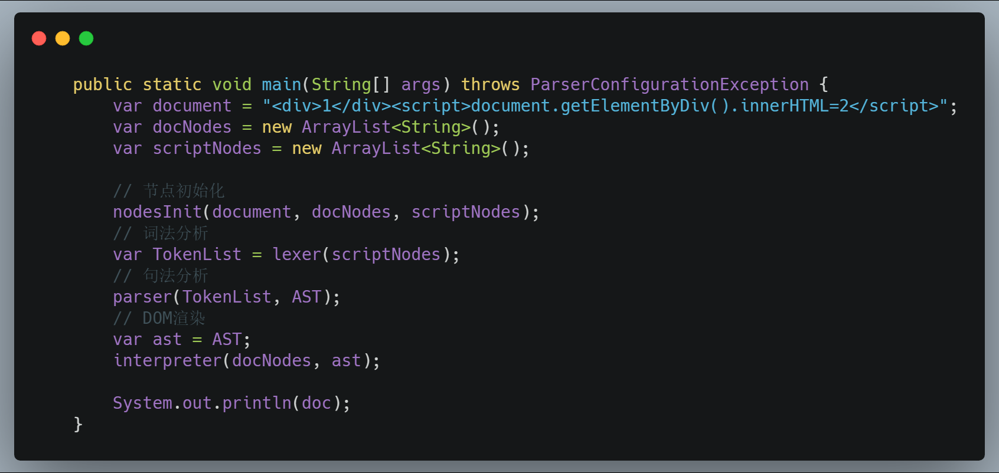 public static void main(String[] args) throws ParserConfigurationException {
var document = "<div>1</div><script>document.getElementByDiv().innerHTML=2</script>";
var docNodes = new ArrayList<String>();
var scriptNodes = new ArrayList<String>();
// 节点初始化
nodesInit(document, docNodes, scriptNodes);
// 词法分析
var TokenList = lexer(scriptNodes);
// 句法分析
parser(TokenList, AST);
// DOM渲染
var ast = AST;
interpreter(docNodes, ast);
System.out.println(doc);
}